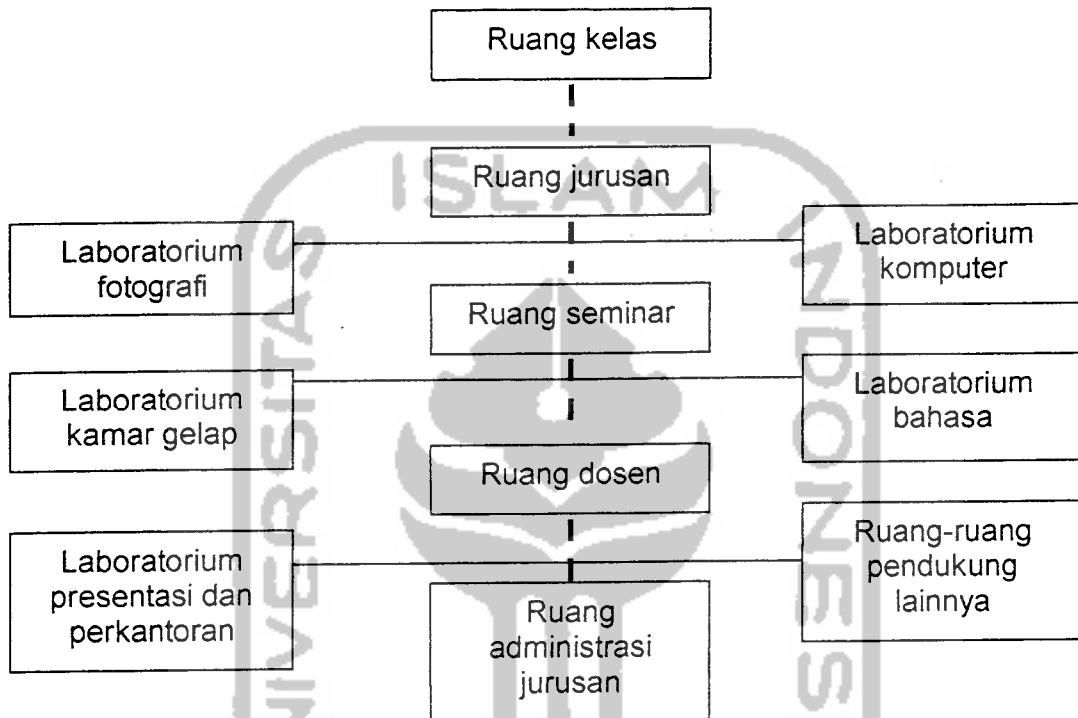 Ruang kelas
Ruang jurusan
Laboratorium
fotografi
Laboratorium
komputer
Ruang seminar
Laboratorium
kamar gelap
Laboratorium
bahasa
Ruang dosen
Laboratorium
presentasi dan
perkantoran
Ruang-ruang
pendukung
lainnya
Ruang
administrasi
jurusan
ISLAM